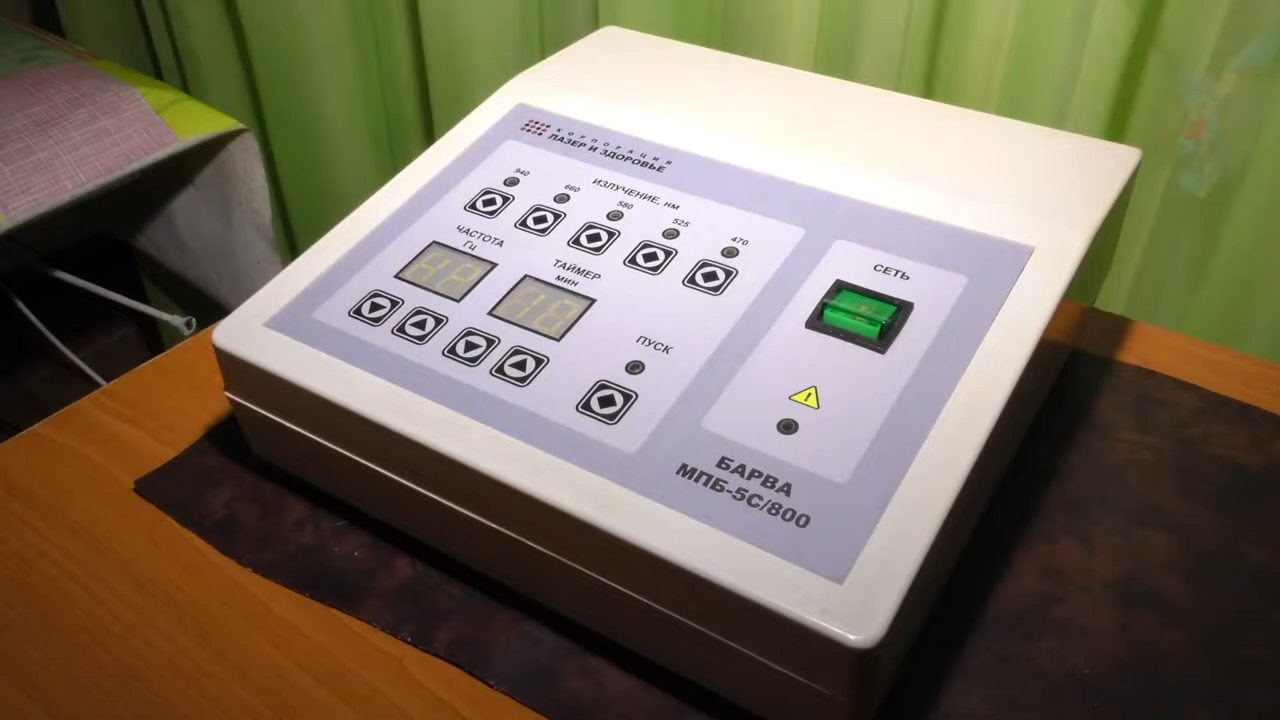 КОРПОРАЦИЯ
ЛАЗЕР И ЗДОРОВЬЕ
ИЗЛУЧЕНИЕ, нм
940
660
580
525
470
ЧАСТОТА
Гц
ТАЙМЕР
мин
ПУСК
СЕТЬ
БАРВА
МПБ-5С/800